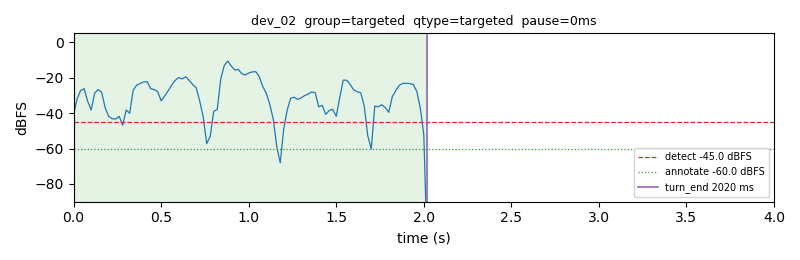 dev_02  group=targeted  qtype=targeted  pause=0ms
dBFS
0
−20
−40
−60
−80
detect -45.0 dBFS
annotate -60.0 dBFS
turn_end 2020 ms
0.0 0.5 1.0 1.5 2.0 2.5 3.0 3.5 4.0
time (s)